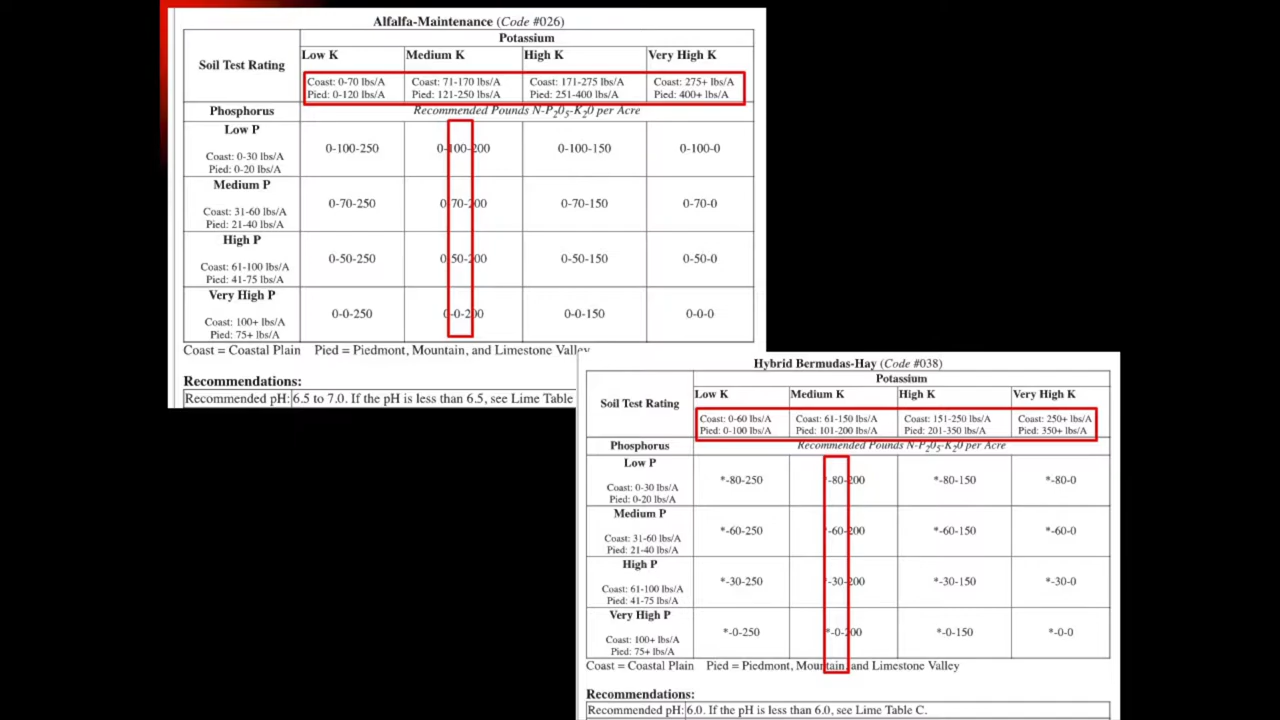 Alfalfa-Maintenance (Code #026)
Potassium
Soil Test Rating
Low K
Medium K
High K
Very High K
Coast: 0-70 lbs/A
Pied: 0-120 lbs/A
Coast: 71-170 lbs/A
Pied: 121-250 lbs/A
Coast: 171-275 lbs/A
Pied: 251-400 lbs/A
Coast: 275+ lbs/A
Pied: 400+ lbs/A
Phosphorus
Recommended Pounds N-P205-K20 per Acre
Low P
Coast: 0-30 lbs/A
Pied: 0-20 lbs/A
0-100-250
0-100-200
0-100-150
0-100-0
Medium P
Coast: 31-60 lbs/A
Pied: 21-40 lbs/A
0-70-250
0-70-200
0-70-150
0-70-0
High P
Coast: 61-100 lbs/A
Pied: 41-75 lbs/A
0-50-250
0-50-200
0-50-150
0-50-0
Very High P
Coast: 100+ lbs/A
Pied: 75+ lbs/A
0-0-250
0-0-200
0-0-150
0-0-0
Coast = Coastal Plain Pied = Piedmont, Mountain, and Limestone Valley
Recommendations:
Recommended pH: 6.5 to 7.0. If the pH is less than 6.5, see Lime Table
Hybrid Bermudas-Hay (Code #038)
Potassium
Soil Test Rating
Low K
Medium K
High K
Very High K
Coast: 0-60 lbs/A
Pied: 0-100 lbs/A
Coast: 61-150 lbs/A
Pied: 101-200 lbs/A
Coast: 151-250 lbs/A
Pied: 201-350 lbs/A
Coast: 250+ lbs/A
Pied: 350+ lbs/A
Phosphorus
Recommended Pounds N-P205-K20 per Acre
Low P
Coast: 0-30 lbs/A
Pied: 0-20 lbs/A
*-80-250
*-80-200
*-80-150
*-80-0
Medium P
Coast: 31-60 lbs/A
Pied: 21-40 lbs/A
*-60-250
*-60-200
*-60-150
*-60-0
High P
Coast: 61-100 lbs/A
Pied: 41-75 lbs/A
*-30-250
*-30-200
*-30-150
*-30-0
Very High P
Coast: 100+ lbs/A
Pied: 75+ lbs/A
*-0-250
*-0-200
*-0-150
*-0-0
Coast = Coastal Plain Pied = Piedmont, Mountain, and Limestone Valley
Recommendations:
Recommended pH: 6.0. If the pH is less than 6.0, see Lime Table C.